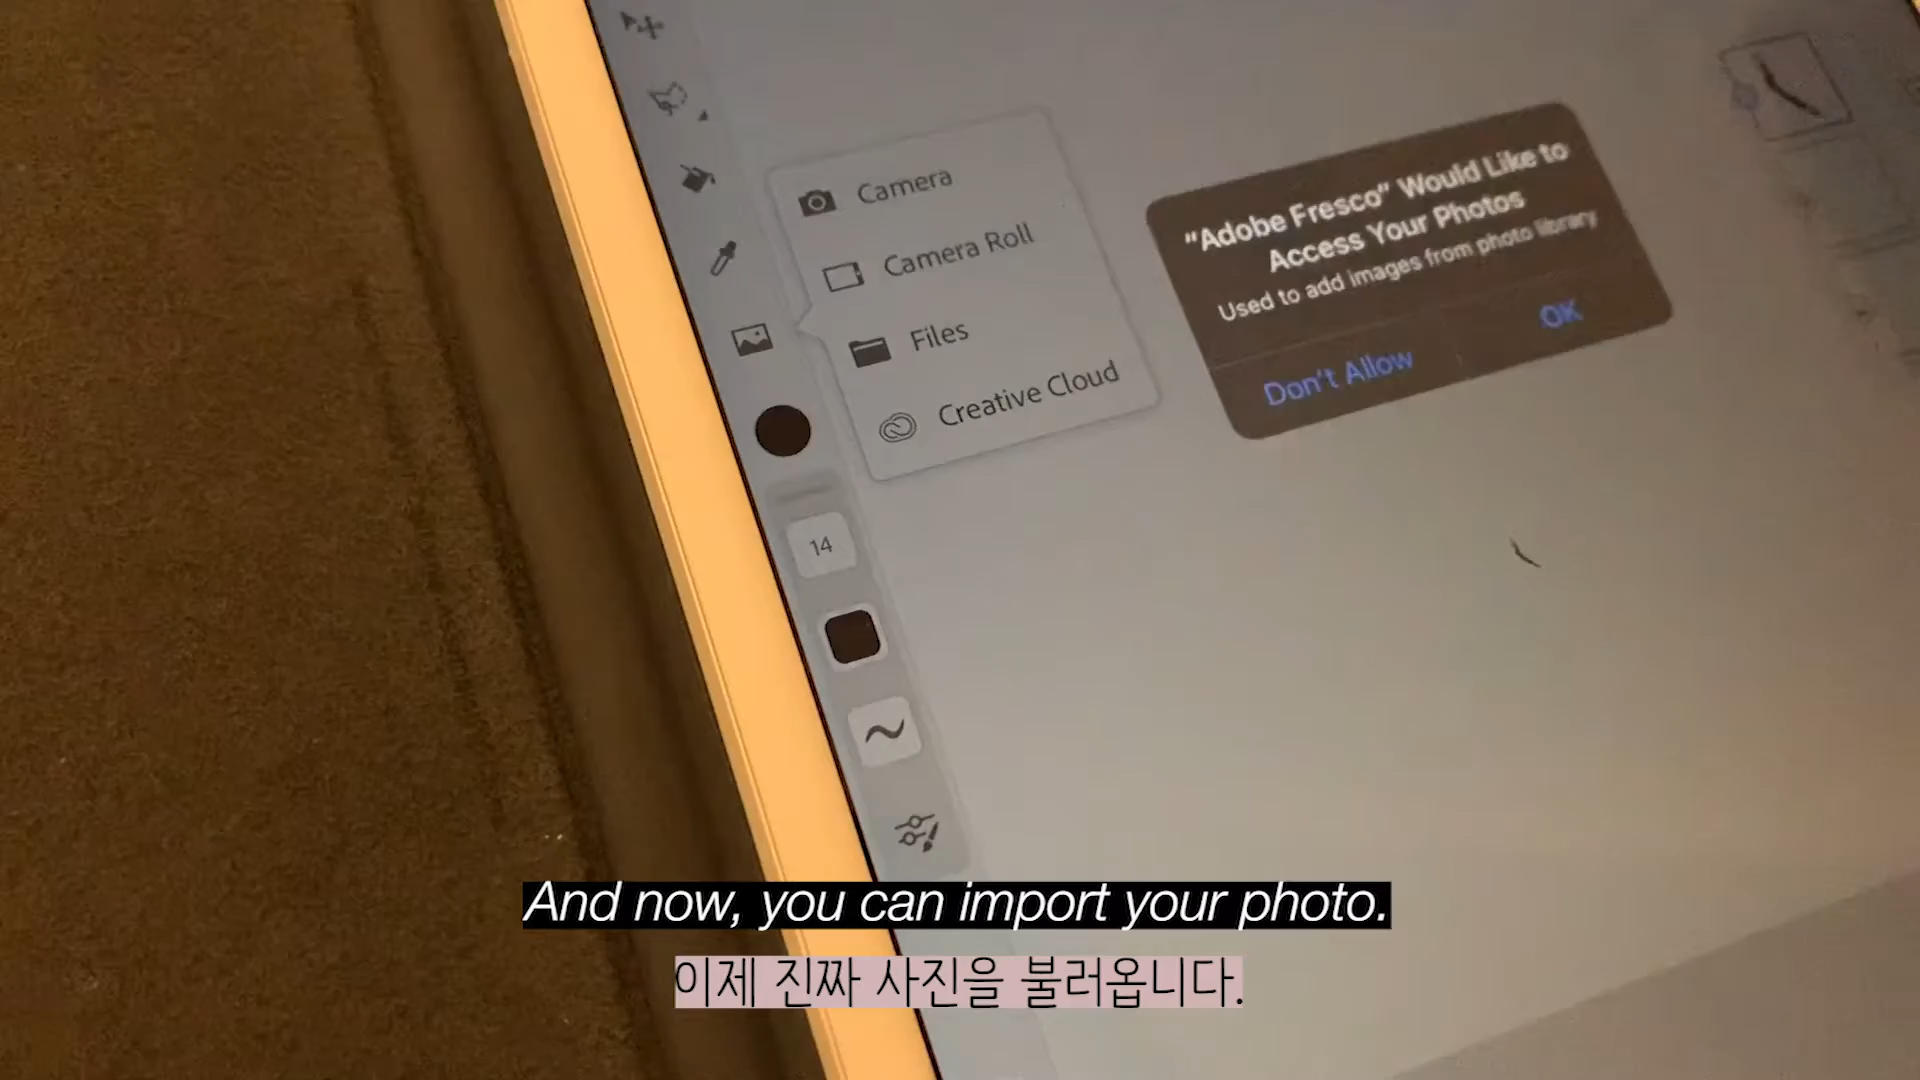 Camera
Camera Roll
Files
Creative Cloud
"Adobe Fresco" Would Like to
Access Your Photos
Used to add images from photo library
Don't Allow
OK
14
And now, you can import your photo.
이제 진짜 사진을 불러옵니다.